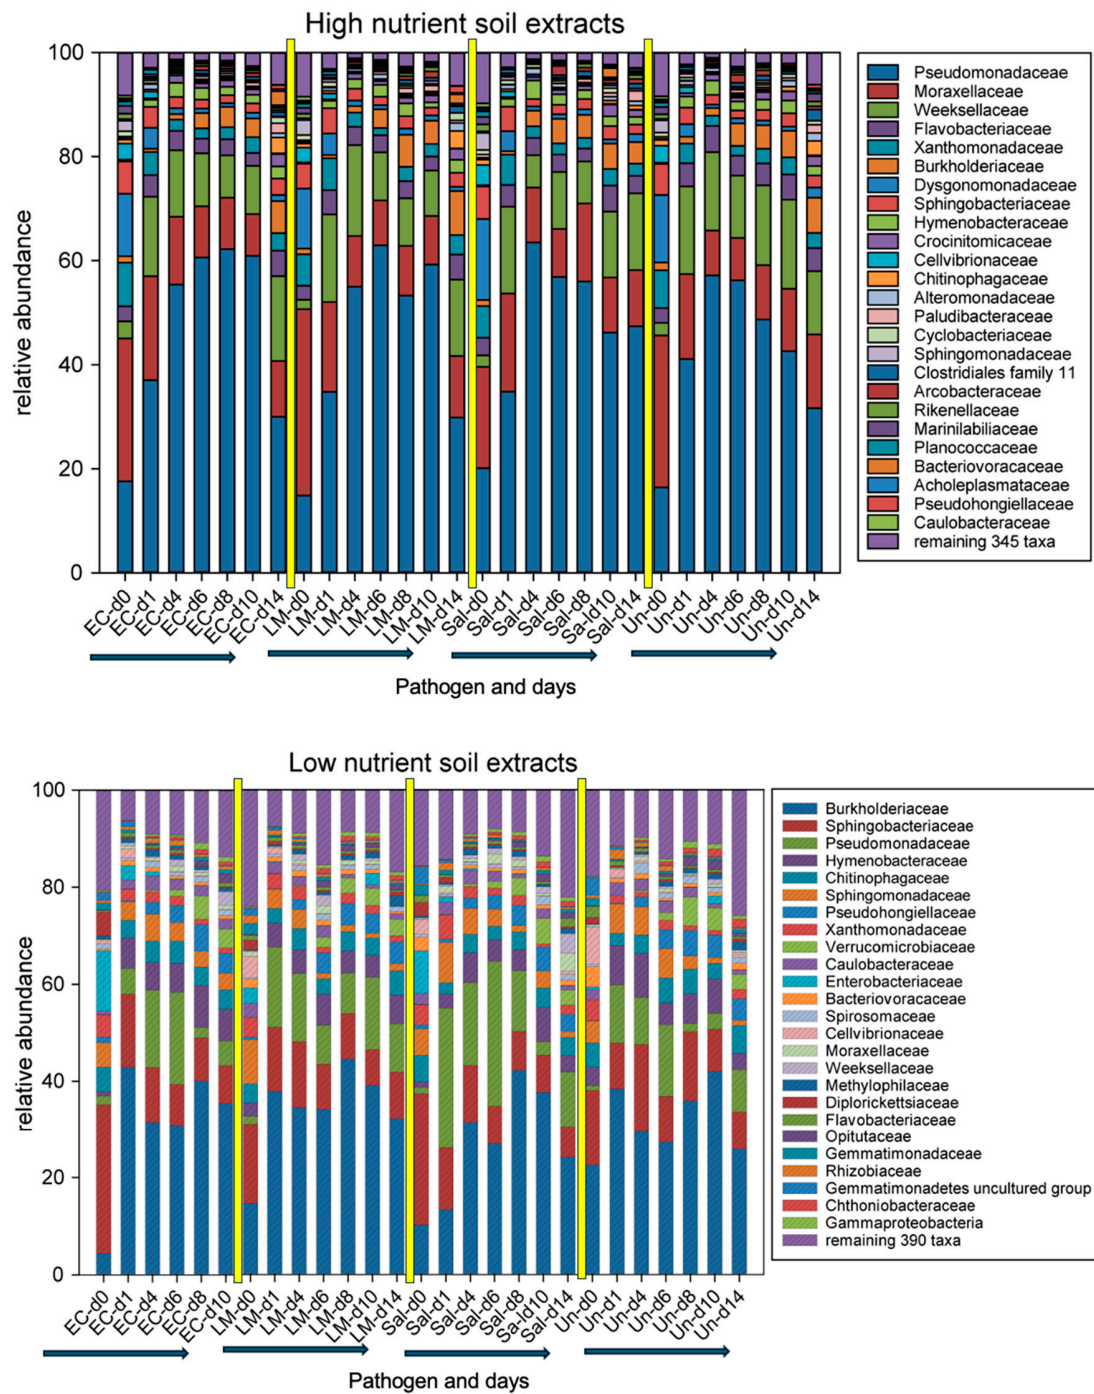 High nutrient soil extracts
relative abundance
100
80
60
40
20
0
EC-d0
EC-d1
EC-d4
EC-d6
EC-d8
EC-d10
EC-d14
LM-d0
LM-d1
LM-d4
LM-d6
LM-d8
LM-d10
LM-d14
Sal-d0
Sal-d1
Sal-d4
Sal-d6
Sal-d8
Sa-ld10
Sal-d14
Un-d0
Un-d1
Un-d4
Un-d6
Un-d8
Un-d10
Un-d14
Pathogen and days
Pseudomonadaceae
Moraxellaceae
Weeksellaceae
Flavobacteriaceae
Xanthomonadaceae
Burkholderiaceae
Dysgonomonadaceae
Sphingobacteriaceae
Hymenobacteraceae
Crocinitomicaceae
Cellvibrionaceae
Chitinophagaceae
Alteromonadaceae
Paludibacteraceae
Cyclobacteriaceae
Sphingomonadaceae
Clostridiales family 11
Arcobacteraceae
Rikenellaceae
Marinilabiliaceae
Planococcaceae
Bacteriovoracaceae
Acholeplasmataceae
Pseudohongiellaceae
Caulobacteraceae
remaining 345 taxa
Low nutrient soil extracts
relative abundance
100
80
60
40
20
0
EC-d0
EC-d1
EC-d4
EC-d6
EC-d8
EC-d10
LM-d0
LM-d1
LM-d4
LM-d6
LM-d8
LM-d10
LM-d14
Sal-d0
Sal-d1
Sal-d4
Sal-d6
Sal-d8
Sa-ld10
Sal-d14
Un-d0
Un-d1
Un-d4
Un-d6
Un-d8
Un-d10
Un-d14
Pathogen and days
Burkholderiaceae
Sphingobacteriaceae
Pseudomonadaceae
Hymenobacteraceae
Chitinophagaceae
Sphingomonadaceae
Pseudohongiellaceae
Xanthomonadaceae
Verrucomicrobiaceae
Caulobacteraceae
Enterobacteriaceae
Bacteriovoracaceae
Spirosomaceae
Cellvibrionaceae
Moraxellaceae
Weeksellaceae
Methylophilaceae
Diplorickettsiaceae
Flavobacteriaceae
Opitutaceae
Gemmatimonadaceae
Rhizobiaceae
Gemmatimonadetes uncultured group
Chthoniobacteraceae
Gammaproteobacteria
remaining 390 taxa